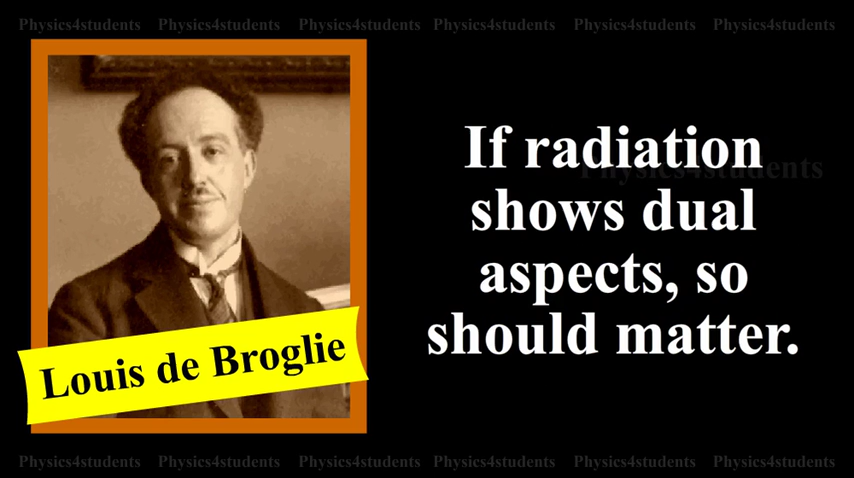 Physics4students Physics4students Physics4students Physics4students Physics4students Physics4students
If radiation
Physics4students
shows dual
aspects, so
should matter.
Louis de Broglie
Physics4students Physics4students Physics4students Physics4students Physics4students Physics4students